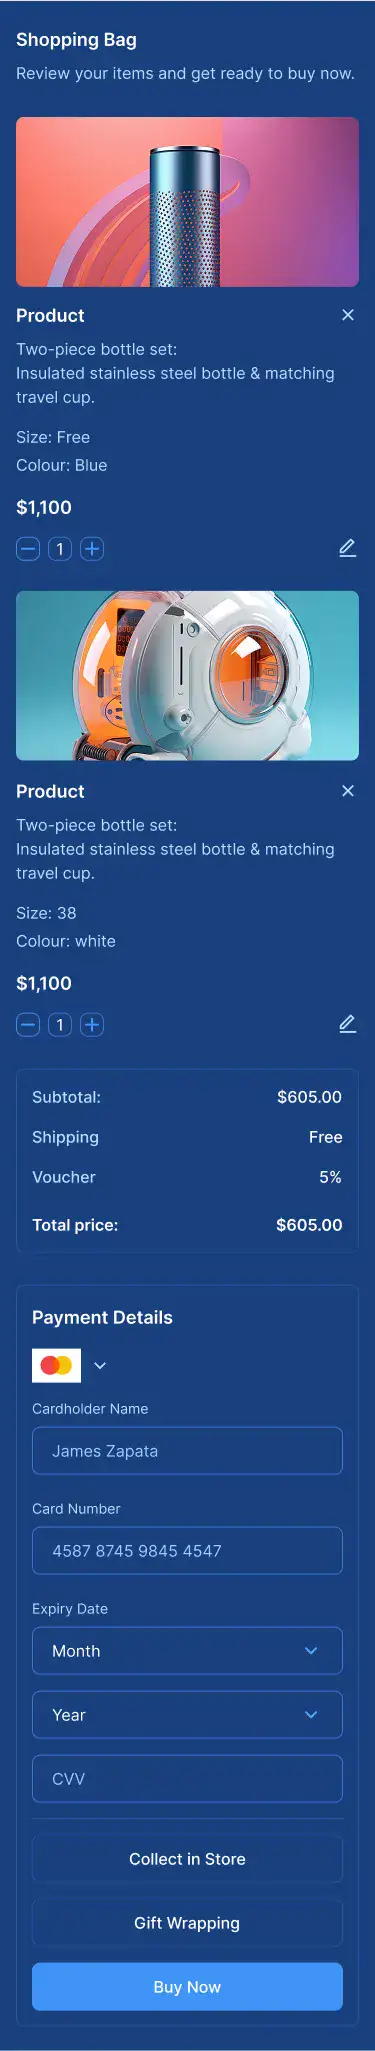 Shopping Bag
Review your items and get ready to buy now.
Product
Two-piece bottle set:
Insulated stainless steel bottle & matching
travel cup.
Size: Free
Colour: Blue
$1,100
1
Product
Two-piece bottle set:
Insulated stainless steel bottle & matching
travel cup.
Size: 38
Colour: white
$1,100
1
Subtotal: $605.00
Shipping Free
Voucher 5%
Total price: $605.00
Payment Details
Cardholder Name
James Zapata
Card Number
4587 8745 9845 4547
Expiry Date
Month
Year
CVV
Collect in Store
Gift Wrapping
Buy Now